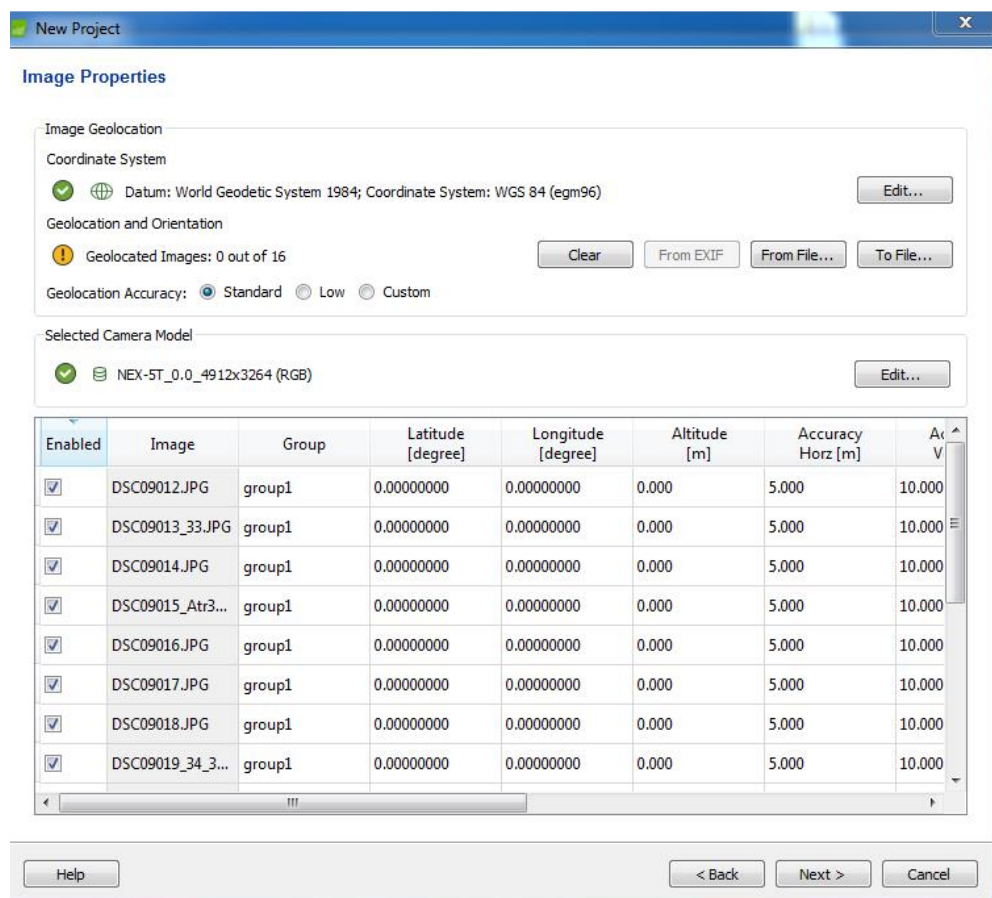 New Project
Image Properties
Image Geolocation
Coordinate System
Datum: World Geodetic System 1984; Coordinate System: WGS 84 (egm96)
Edit...
Geolocation and Orientation
Geolocated Images: 0 out of 16
Clear
From EXIF
From File...
To File...
Geolocation Accuracy: Standard Low Custom
Selected Camera Model
NEX-5T_0.0_4912x3264 (RGB)
Edit...
Enabled Image Group Latitude [degree] Longitude [degree] Altitude [m] Accuracy Horz [m]
DSC09012.JPG group1 0.00000000 0.00000000 0.000 5.000 10.000
DSC09013_33.JPG group1 0.00000000 0.00000000 0.000 5.000 10.000
DSC09014.JPG group1 0.00000000 0.00000000 0.000 5.000 10.000
DSC09015_Atr3... group1 0.00000000 0.00000000 0.000 5.000 10.000
DSC09016.JPG group1 0.00000000 0.00000000 0.000 5.000 10.000
DSC09017.JPG group1 0.00000000 0.00000000 0.000 5.000 10.000
DSC09018.JPG group1 0.00000000 0.00000000 0.000 5.000 10.000
DSC09019_34_3... group1 0.00000000 0.00000000 0.000 5.000 10.000
Help
< Back
Next >
Cancel